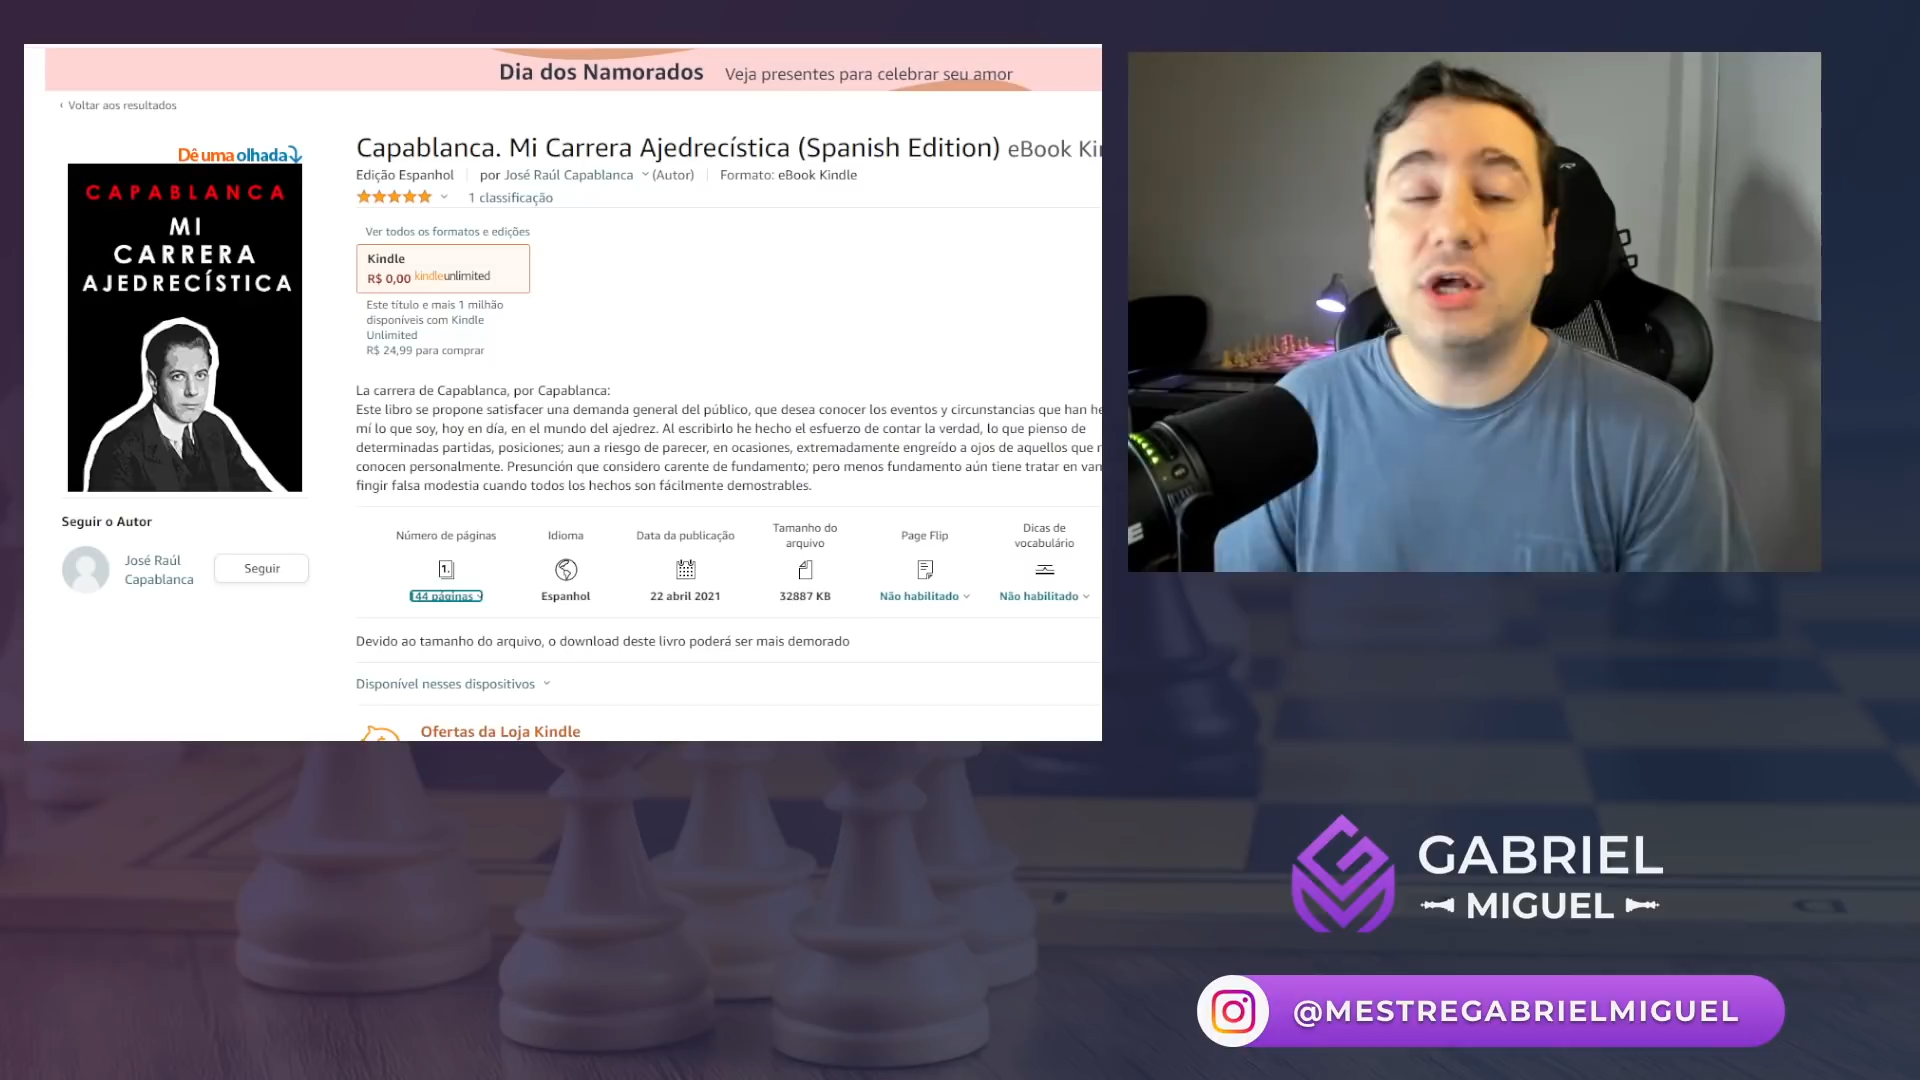 Dia dos Namorados Veja presentes para celebrar seu amor
‹ Voltar aos resultados
Dê uma olhada
CAPABLANCA
MI
CARRERA
AJEDRECÍSTICA
Seguir o Autor
José Raúl
Capablanca
Seguir
Capablanca. Mi Carrera Ajedrecística (Spanish Edition) eBook
Edição Espanhol por José Raúl Capablanca (Autor) Formato: eBook Kindle
1 classificação
Ver todos os formatos e edições
Kindle
R$ 0,00 kindleunlimited
Este título e mais 1 milhão
disponíveis com Kindle
Unlimited
R$ 24,99 para comprar
La carrera de Capablanca, por Capablanca:
Este libro se propone satisfacer una demanda general del público, que desea conocer los eventos y circunstancias que han
mí lo que soy, hoy en día, en el mundo del ajedrez. Al escribirlo he hecho el esfuerzo de contar la verdad, lo que pienso de
determinadas partidas, posiciones; aun a riesgo de parecer, en ocasiones, extremadamente engreído a ojos de aquellos que
conocen personalmente. Presunción que considero carente de fundamento; pero menos fundamento aún tiene tratar en
fingir falsa modestia cuando todos los hechos son fácilmente demostrables.
Número de páginas
1.
144 páginas
Idioma
Espanhol
Data da publicação
22 abril 2021
Tamanho do
arquivo
32887 KB
Page Flip
Não habilitado
Dicas de
vocabulário
Não habilitado
Devido ao tamanho do arquivo, o download deste livro poderá ser mais demorado
Disponível nesses dispositivos
Ofertas da Loja Kindle
GABRIEL
MIGUEL
@MESTREGABRIELMIGUEL